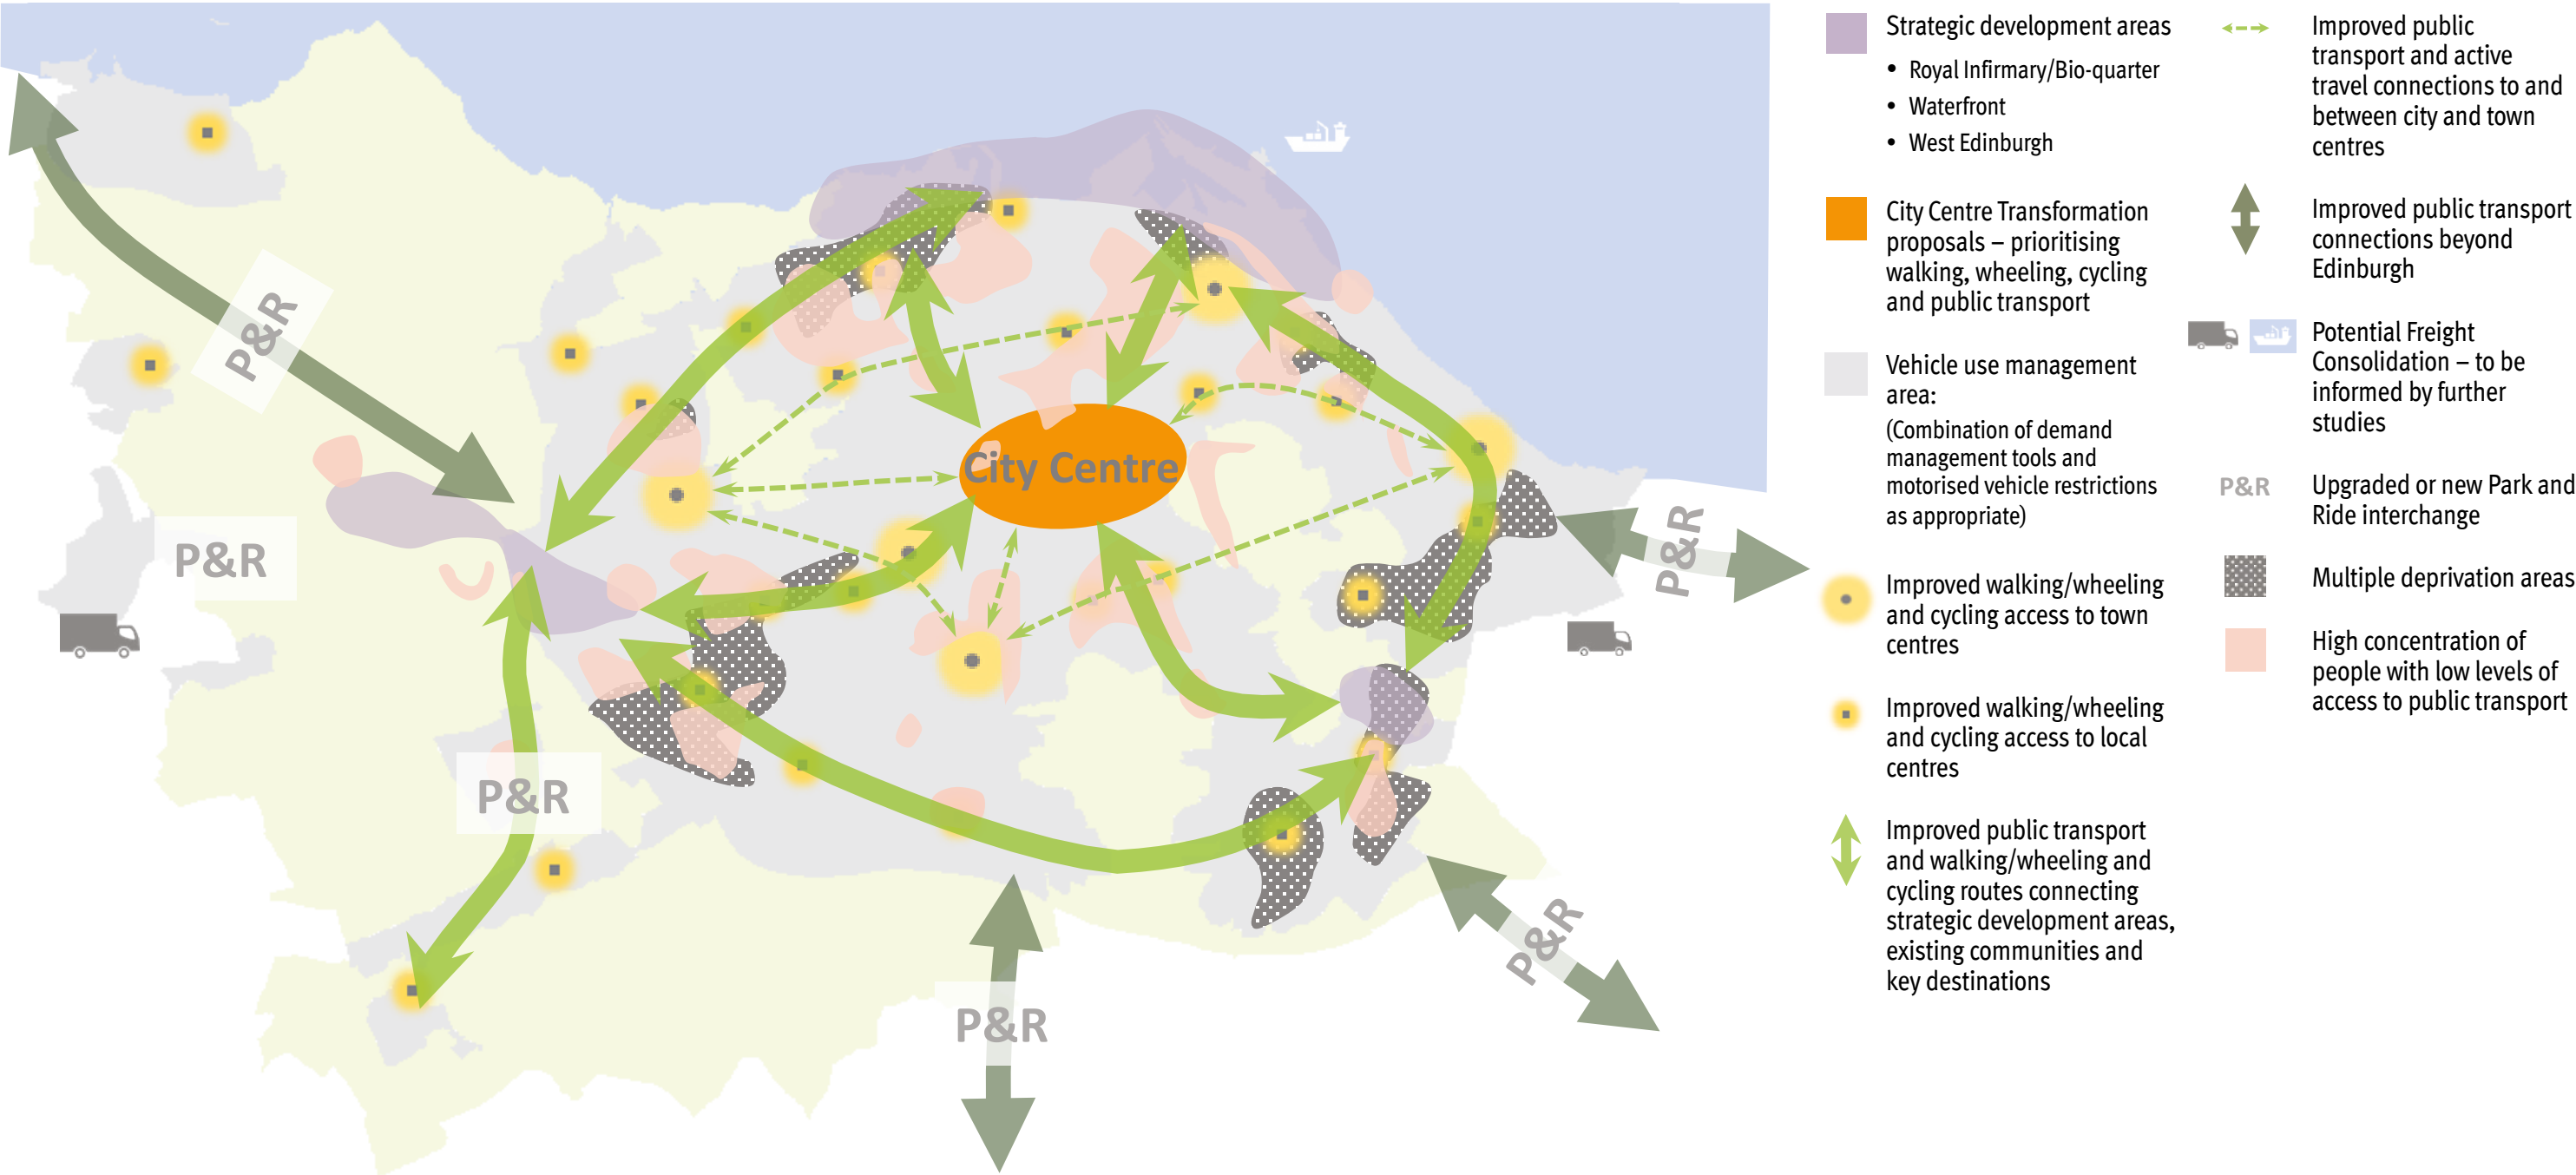 P&R
City Centre
P&R
P&R
P&R
P&R
P&R
Strategic development areas
• Royal Infirmary/Bio-quarter
• Waterfront
• West Edinburgh
City Centre Transformation
proposals – prioritising
walking, wheeling, cycling
and public transport
Vehicle use management
area:
(Combination of demand
management tools and
motorised vehicle restrictions
as appropriate)
Improved walking/wheeling
and cycling access to town
centres
Improved walking/wheeling
and cycling access to local
centres
Improved public transport
and walking/wheeling and
cycling routes connecting
strategic development areas,
existing communities and
key destinations
Improved public
transport and active
travel connections to and
between city and town
centres
Improved public transport
connections beyond
Edinburgh
Potential Freight
Consolidation – to be
informed by further
studies
P&R
Upgraded or new Park and
Ride interchange
Multiple deprivation areas
High concentration of
people with low levels of
access to public transport